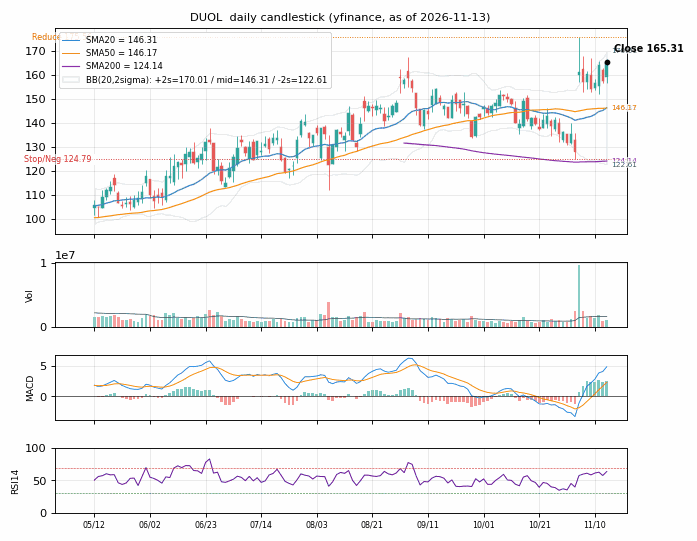 DUOL daily candlestick (yfinance, as of 2026-11-13)
Reduce
SMA20 = 146.31
SMA50 = 146.17
SMA200 = 124.14
BB(20,2sigma): +2s=170.01 / mid=146.31 / -2s=122.61
Close 165.31
170
160
150
140
130
120
110
100
146.17
Stop/Neg 124.79
124.14
122.61
1e7
1
0
Vol
5
0
MACD
100
50
0
RSI14
05/12
06/02
06/23
07/14
08/03
08/21
09/11
10/01
10/21
11/10